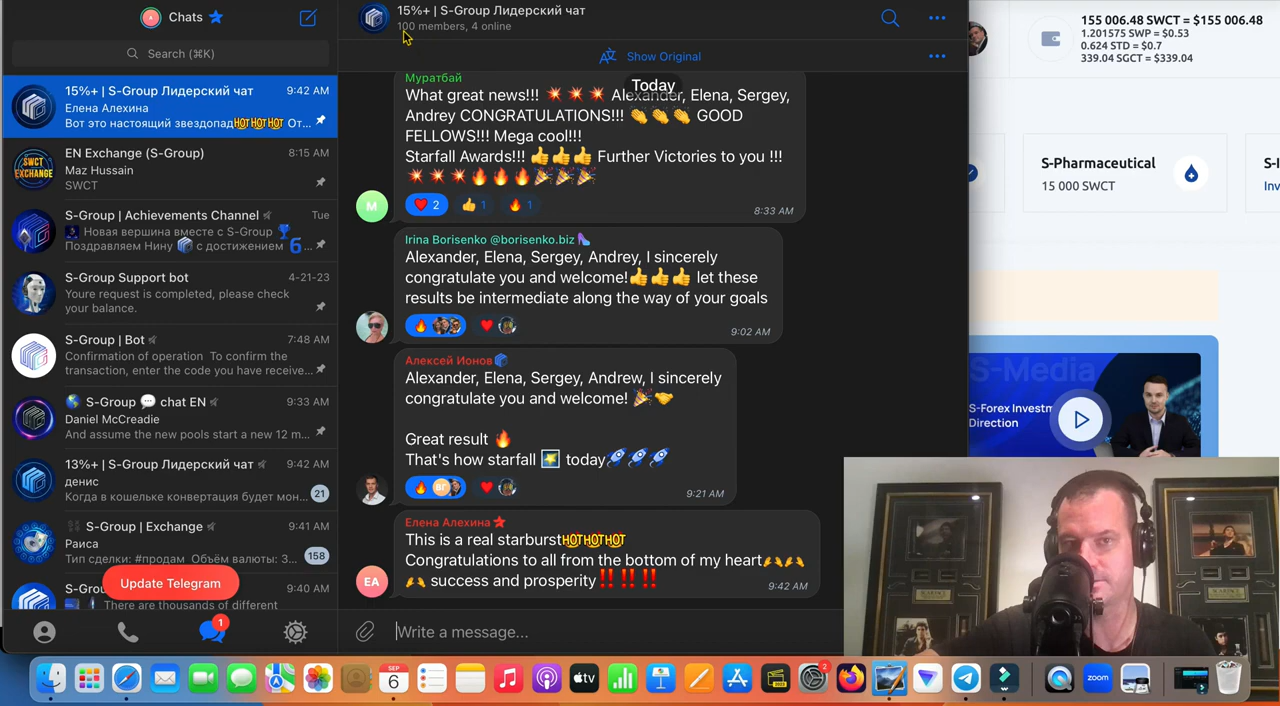 Chats
Search (⌘K)
15%+ | S-Group Лидерский чат
9:42 AM
Елена Алехина
Вот это настоящий звездопадHOTHOTHOT От...
EN Exchange (S-Group)
8:15 AM
Maz Hussain
SWCT
SWCT
EXCHANGE
S-Group | Achievements Channel
Tue
Новая вершина вместе с S-Group
Поздравляем Нину с достижением 6...
S-Group Support bot
4-21-23
Youre request is completed, please check
your balance.
S-Group | Bot
7:48 AM
Confirmation of operation To confirm the
transaction, enter the code you have receive...
S-Group chat EN
9:33 AM
Daniel McCreadie
And assume the new pools start a new 12 m...
13%+ | S-Group Лидерский чат
9:42 AM
денис
Когда в кошельке конвертация будет мон...
21
S-Group | Exchange
9:41 AM
Раиса
Тип сделки: #продам Объём валюты: 3...
158
9:40 AM
There are thousands of different
Update Telegram
1
15%+ | S-Group Лидерский чат
100 members, 4 online
Show Original
Today
Муратбай
What great news!!! Alexander, Elena, Sergey,
Andrey CONGRATULATIONS!!! GOOD
FELLOWS!!! Mega cool!!!
Starfall Awards!!! Further Victories to you !!!
2
1
1
8:33 AM
M
Irina Borisenko @borisenko.biz
Alexander, Elena, Sergey, Andrey, I sincerely
congratulate you and welcome! let these
results be intermediate along the way of your goals
9:02 AM
Алексей Ионов
Alexander, Elena, Sergey, Andrew, I sincerely
congratulate you and welcome!
Great result
That's how starfall today
ВГ
9:21 AM
Елена Алехина
This is a real starburstHOTHOTHOT
Congratulations to all from the bottom of my heart
success and prosperity‼‼‼
9:42 AM
EA
Write a message...
155 006.48 SWCT = $155 006.48
1.201575 SWP = $0.53
0.624 STD = $0.7
339.04 SGCT = $339.04
S-Pharmaceutical
15 000 SWCT
S-Media
S-Forex Investm
Direction
SEP
6
tv
2
zoom